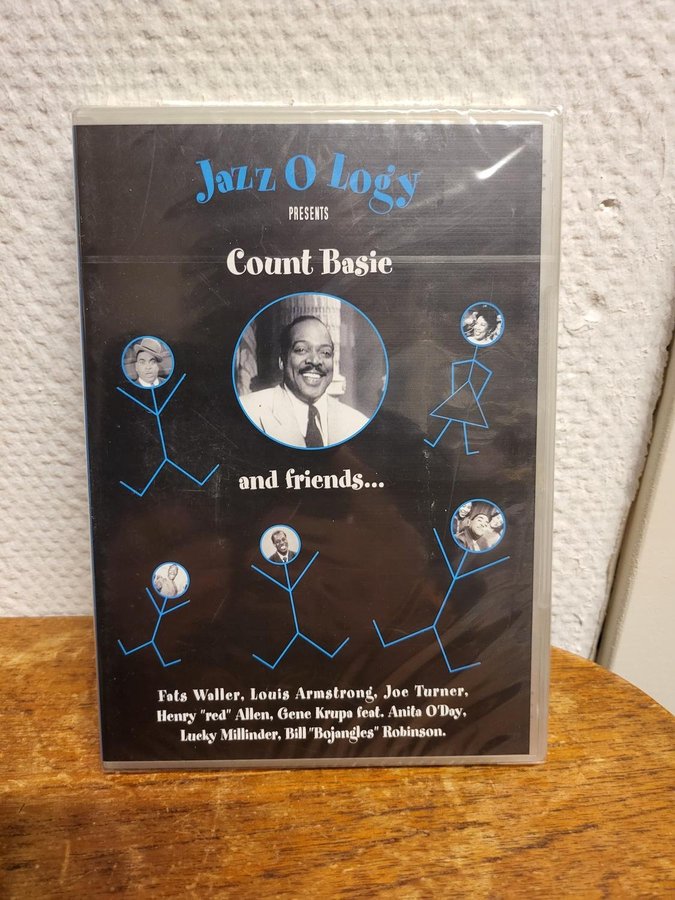 Jazz O Logy
PRESENTS
Count Basie
and friends...
Fats Waller, Louis Armstrong, Joe Turner,
Henry "red" Allen, Gene Krupa feat. Anita O'Day,
Lucky Millinder, Bill "Bojangles" Robinson.